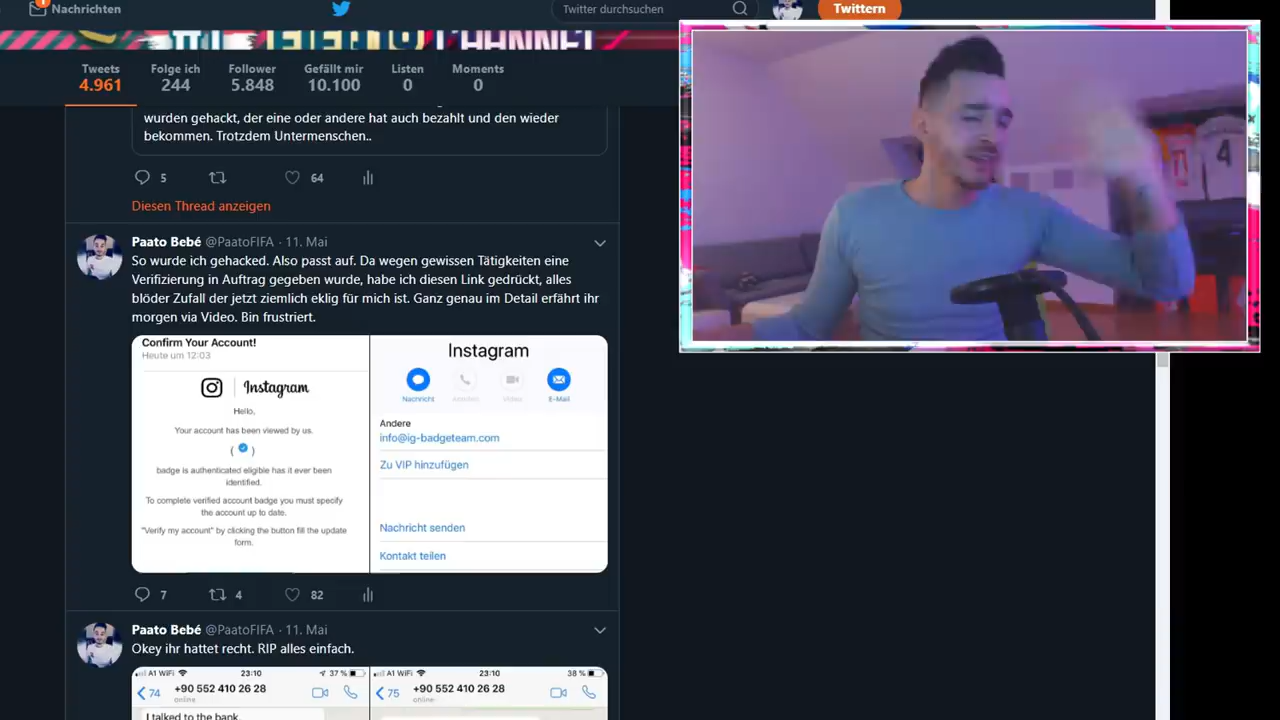 Nachrichten
Twitter durchsuchen
Twittern
Tweets
4.961
Folge ich
244
Follower
5.848
Gefällt mir
10.100
Listen
0
Moments
0
wurden gehackt, der eine oder andere hat auch bezahlt und den wieder
bekommen. Trotzdem Untermenschen..
5
64
Diesen Thread anzeigen
Paato Bebé @PaatoFIFA · 11. Mai
So wurde ich gehacked. Also passt auf. Da wegen gewissen Tätigkeiten eine
Verifizierung in Auftrag gegeben wurde, habe ich diesen Link gedrückt, alles
blöder Zufall der jetzt ziemlich eklig für mich ist. Ganz genau im Detail erfährt ihr
morgen via Video. Bin frustriert.
Confirm Your Account!
Heute um 12:03
Instagram
Hello,
Your account has been viewed by us.
( )
badge is authenticated eligible has it ever been
identified.
To complete verified account badge you must specify
the account up to date.
"Verify my account" by clicking the button fill the update
form.
Instagram
Nachricht
Video
E-Mail
Andere
info@ig-badgeteam.com
Zu VIP hinzufügen
Nachricht senden
Kontakt teilen
7
4
82
Paato Bebé @PaatoFIFA · 11. Mai
Okey ihr hattet recht. RIP alles einfach.
A1 WiFi 23:10 37 %
74 +90 552 410 26 28
online
I talked to the bank.
A1 WiFi 23:10 38 %
75 +90 552 410 26 28
online
4